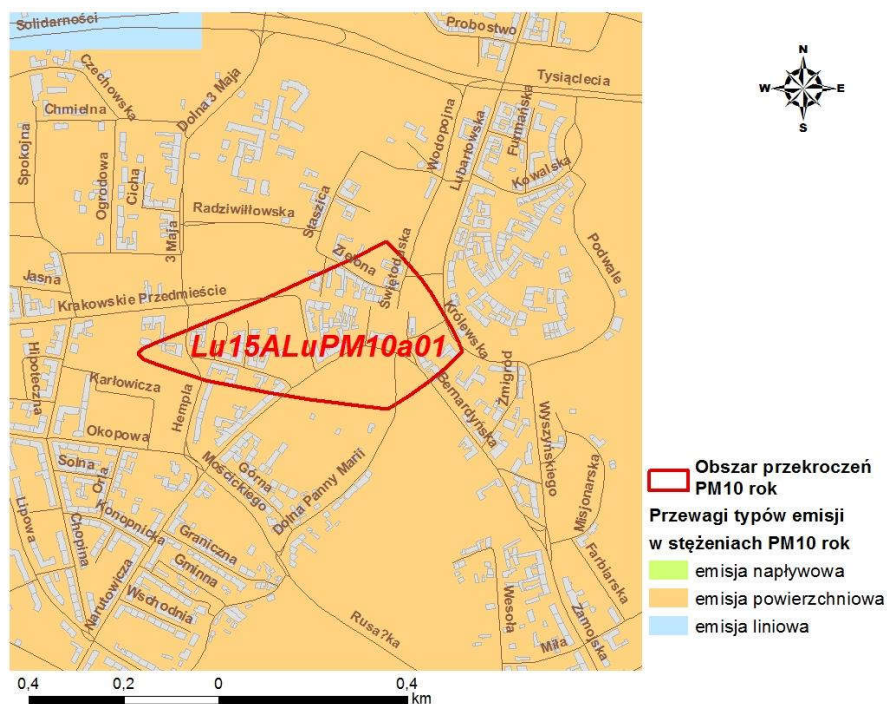 Solidarności
Probostwo
N
W
E
S
Tysiąclecia
Czechowska
Dolna 3 Maja
Chmielna
Wodopojna
Lubartowska
Furmańska
Spokojna
Ogrodowa
Cicha
Kowalska
Radziwiłłowska
Staszica
3 Maja
Zielona
Świętoduska
Podwale
Jasna
Krakowskie Przedmieście
Królewska
Lu15ALuPM10a01
Hipoteczna
Karłowicza
Hempla
Bernardyńska
Żmigród
Wyszyńskiego
Okopowa
Solna
Orla
Mościckiego
Górna
Dolna Panny Marii
Misjonarska
Lipowa
Chopina
Konopnicka
Graniczna
Gminna
Narutowicza
Wschodnia
Farbiarska
Wesoła
Zamojska
Rusa?ka
Miła
Obszar przekroczeń
PM10 rok
Przewagi typów emisji
w stężeniach PM10 rok
emisja napływowa
emisja powierzchniowa
emisja liniowa
0,4 0,2 0 0,4
km